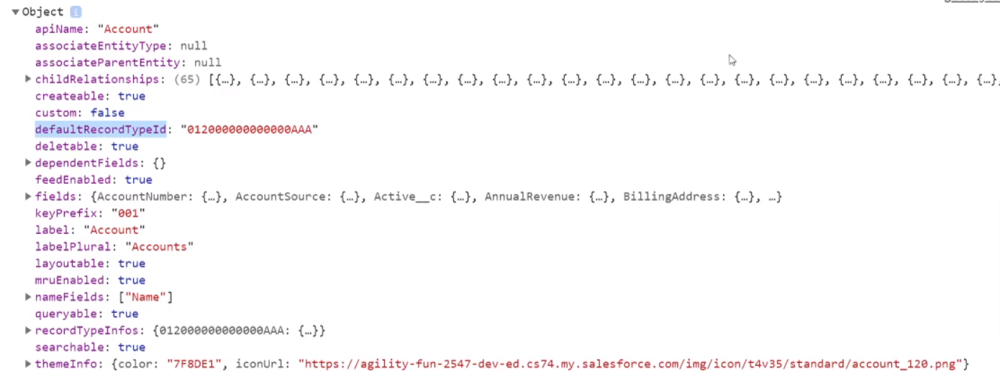 ▼Object i
apiName: "Account"
associateEntityType: null
associateParentEntity: null
▶childRelationships: (65) [{…}, {…}, {…}, {…}, {…}, {…}, {…}, {…}, {…}, {…}, {…}, {…}, {…}, {…}, {…}, {…}, {…}, {…}, {…}, {…}, {…}, {…}, {…},
createable: true
custom: false
defaultRecordTypeId: "012000000000000AAA"
deletable: true
▶dependentFields: {}
feedEnabled: true
▶fields: {AccountNumber: {…}, AccountSource: {…}, Active__c: {…}, AnnualRevenue: {…}, BillingAddress: {…}, …}
keyPrefix: "001"
label: "Account"
labelPlural: "Accounts"
layoutable: true
mruEnabled: true
▶nameFields: ["Name"]
queryable: true
▶recordTypeInfos: {012000000000000AAA: {…}}
searchable: true
▶themeInfo: {color: "7F8DE1", iconUrl: "https://agility-fun-2547-dev-ed.cs74.my.salesforce.com/img/icon/t4v35/standard/account_120.png"}